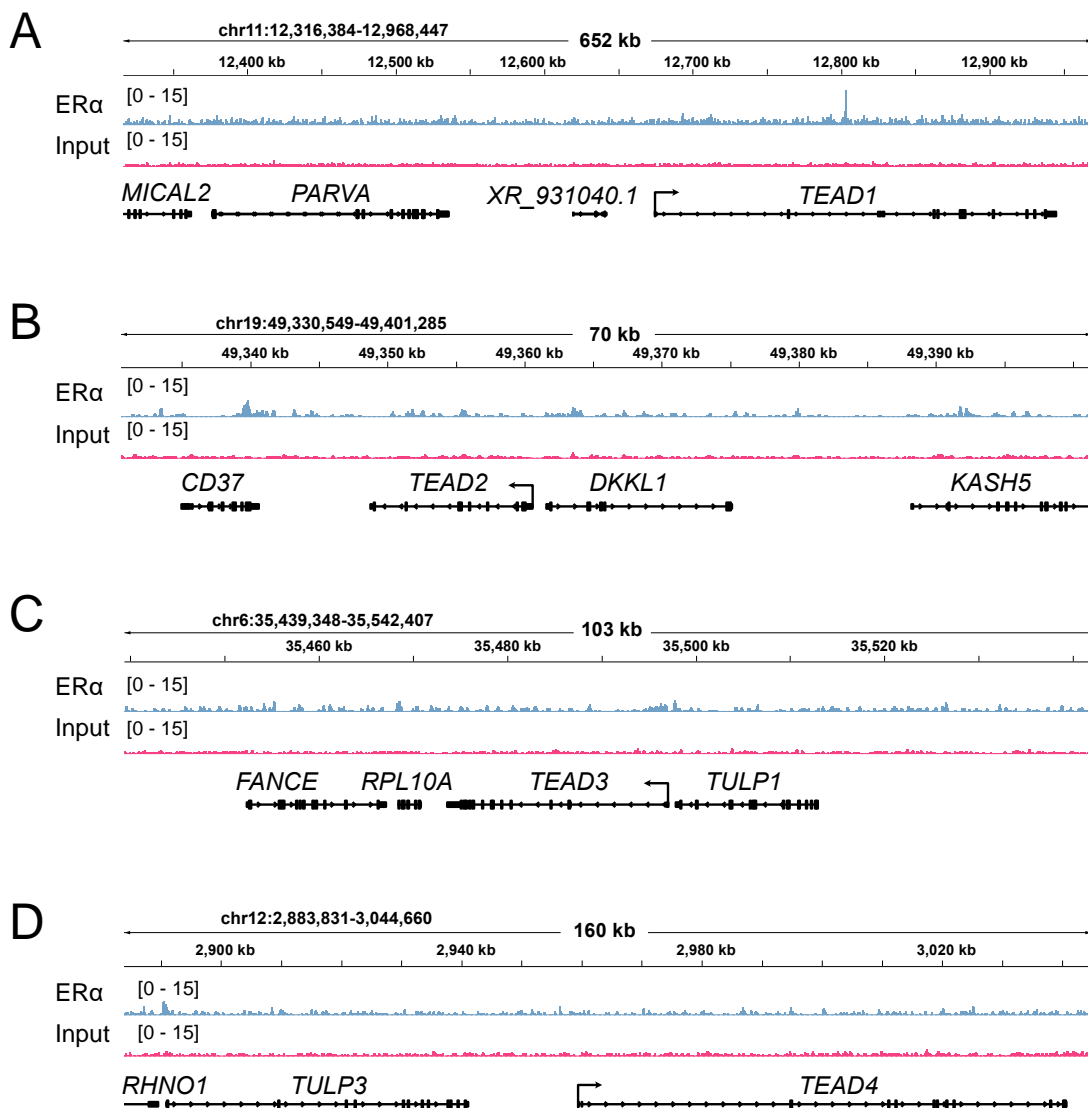 A
chr11:12,316,384-12,968,447
652 kb
12,400 kb 12,500 kb 12,600 kb 12,700 kb 12,800 kb 12,900 kb
ERα [0 - 15]
Input [0 - 15]
MICAL2 PARVA XR_931040.1 TEAD1
B
chr19:49,330,549-49,401,285
70 kb
49,340 kb 49,350 kb 49,360 kb 49,370 kb 49,380 kb 49,390 kb
ERα [0 - 15]
Input [0 - 15]
CD37 TEAD2 DKKL1 KASH5
C
chr6:35,439,348-35,542,407
103 kb
35,460 kb 35,480 kb 35,500 kb 35,520 kb
ERα [0 - 15]
Input [0 - 15]
FANCE RPL10A TEAD3 TULP1
D
chr12:2,883,831-3,044,660
160 kb
2,900 kb 2,940 kb 2,980 kb 3,020 kb
ERα [0 - 15]
Input [0 - 15]
RHNO1 TULP3 TEAD4